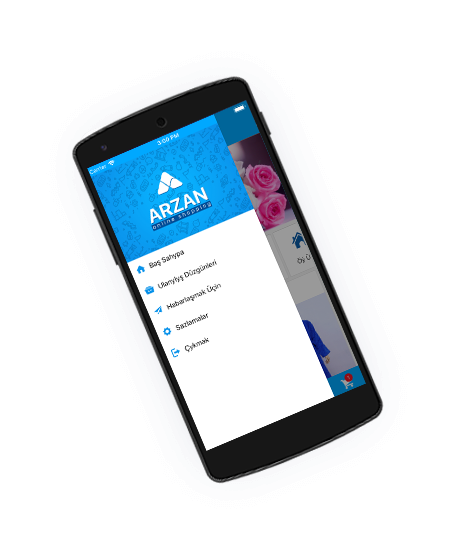 Carrier
3:00 PM
ARZAN
online shopping
Baş Sahypa
Ulanylyş Düzgünleri
Habarlaşmak Üçin
Sazlamalar
Çykmak
Öý